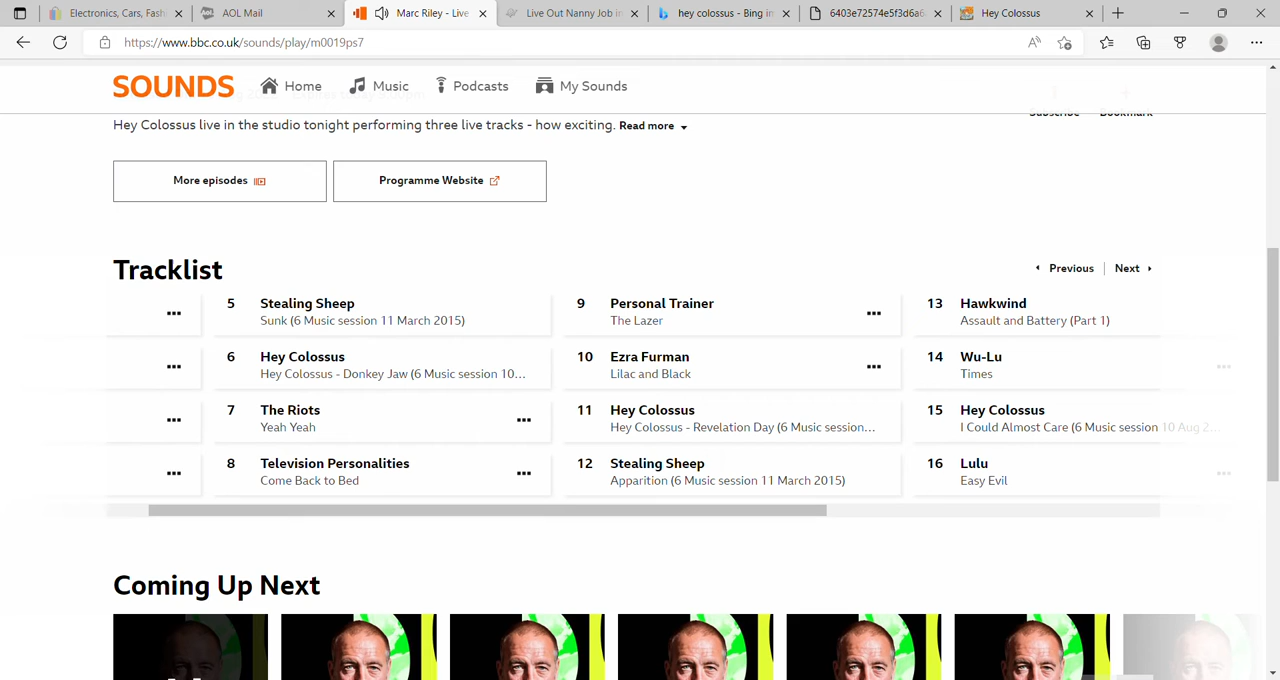 Electronics, Cars, Fash
AOL Mail
Marc Riley - Live
Live Out Nanny Job in
hey colossus - Bing im
6403e72574e5f3d6a6
Hey Colossus
https://www.bbc.co.uk/sounds/play/m0019ps7
SOUNDS Home Music Podcasts My Sounds
Subscribe Bookmark
Hey Colossus live in the studio tonight performing three live tracks - how exciting. Read more
More episodes
Programme Website
Tracklist
Previous Next
5 Stealing Sheep
Sunk (6 Music session 11 March 2015)
6 Hey Colossus
Hey Colossus - Donkey Jaw (6 Music session 10...
7 The Riots
Yeah Yeah
8 Television Personalities
Come Back to Bed
9 Personal Trainer
The Lazer
10 Ezra Furman
Lilac and Black
11 Hey Colossus
Hey Colossus - Revelation Day (6 Music session...
12 Stealing Sheep
Apparition (6 Music session 11 March 2015)
13 Hawkwind
Assault and Battery (Part 1)
14 Wu-Lu
Times
15 Hey Colossus
I Could Almost Care (6 Music session 10 Aug 2...
16 Lulu
Easy Evil
Coming Up Next